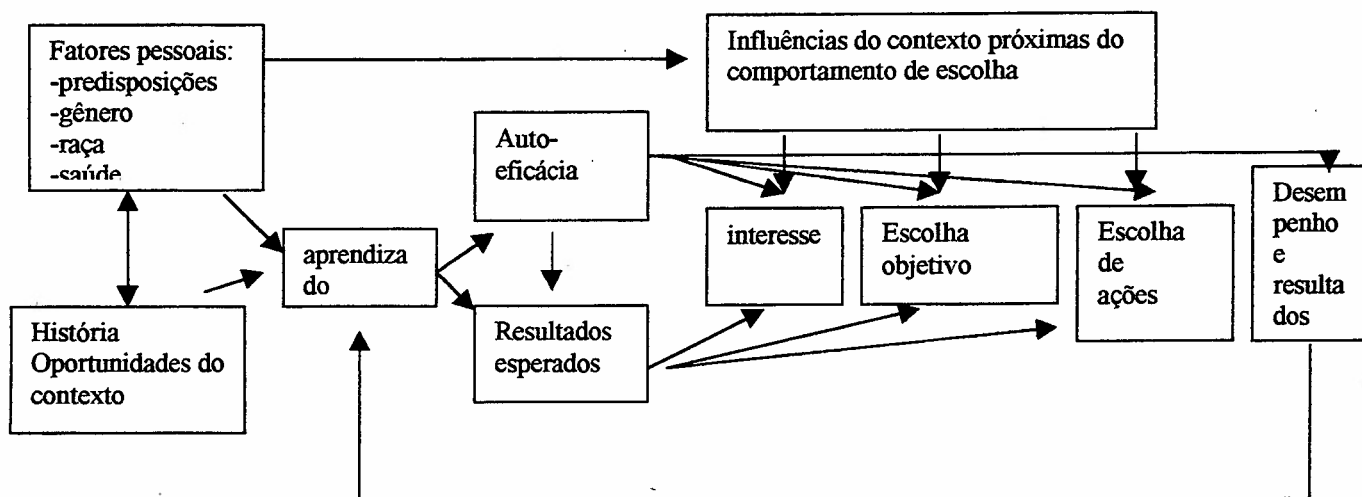 Fatores pessoais:
-predisposições
-gênero
-raça
-saúde
Influências do contexto próximas do
comportamento de escolha
Auto-
eficácia
aprendiza
do
História
Oportunidades do
contexto
Resultados
esperados
interesse
Escolha
objetivo
Escolha
de
ações
Desem
penho
e
resulta
dos